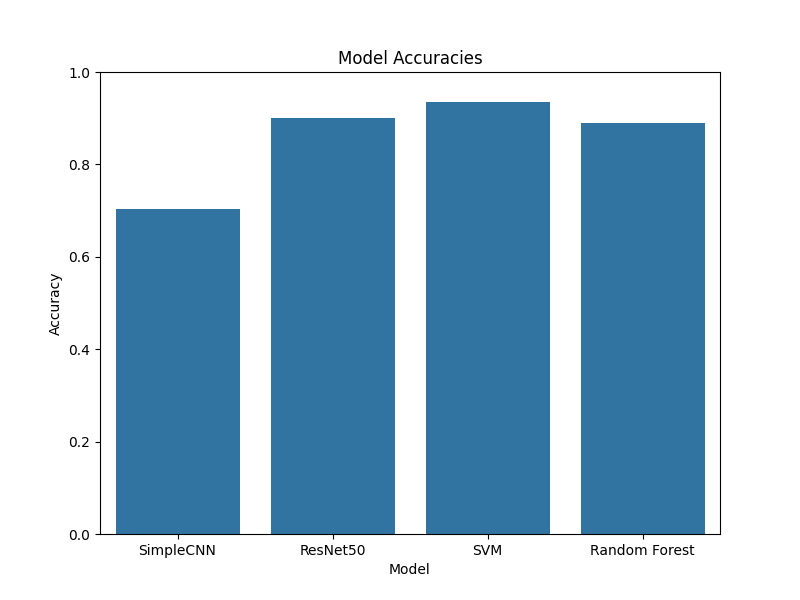 Model Accuracies
1.0
0.8
0.6
0.4
0.2
0.0
Accuracy
SimpleCNN
ResNet50
SVM
Random Forest
Model